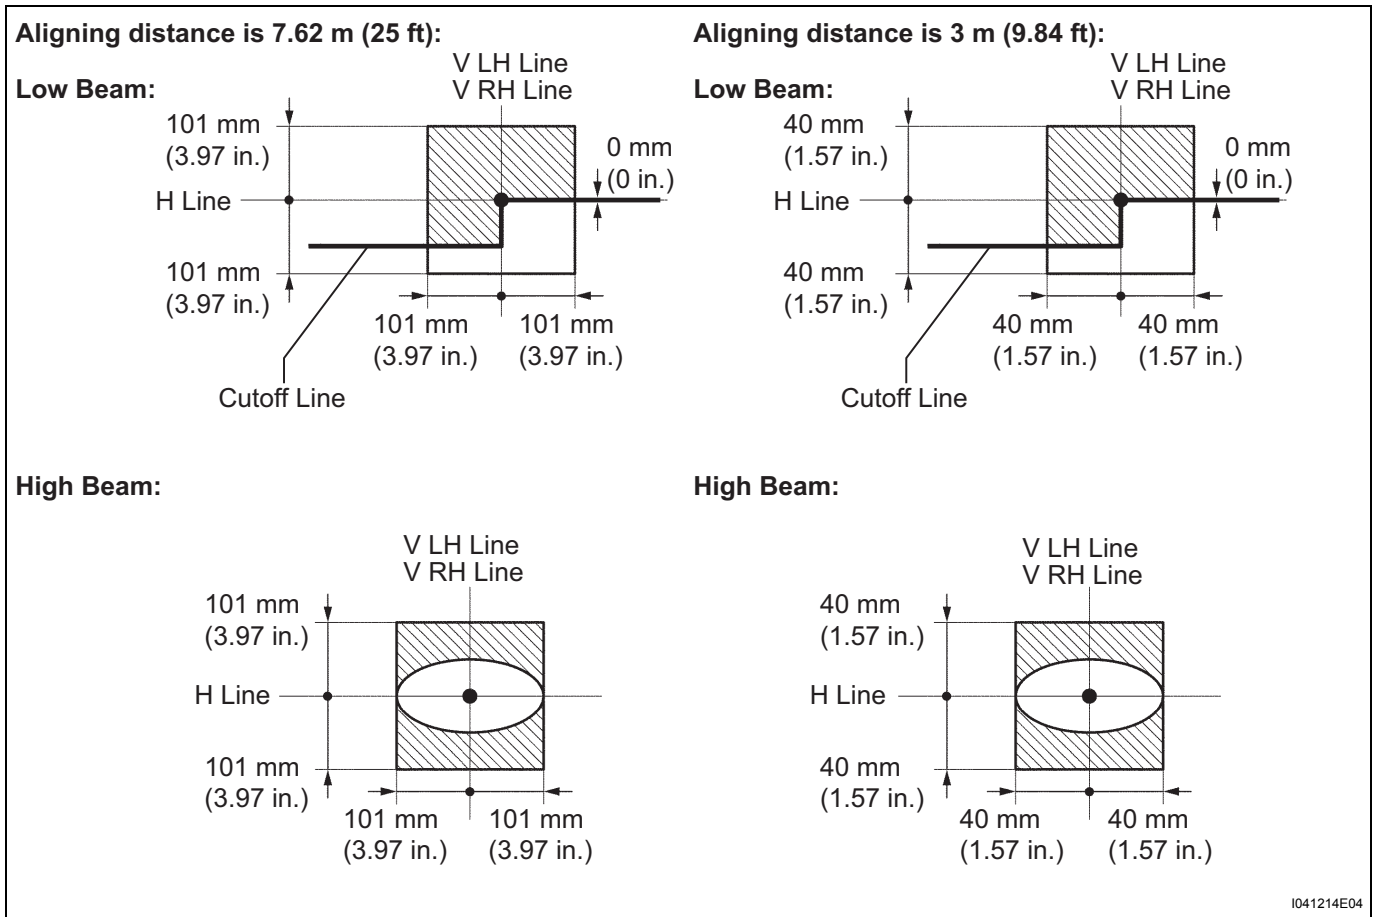 Aligning distance is 7.62 m (25 ft):
Low Beam:
V LH Line
V RH Line
101 mm
(3.97 in.)
0 mm
(0 in.)
H Line
101 mm
(3.97 in.)
101 mm
(3.97 in.)
101 mm
(3.97 in.)
Cutoff Line
Aligning distance is 3 m (9.84 ft):
Low Beam:
V LH Line
V RH Line
40 mm
(1.57 in.)
0 mm
(0 in.)
H Line
40 mm
(1.57 in.)
40 mm
(1.57 in.)
40 mm
(1.57 in.)
Cutoff Line
High Beam:
V LH Line
V RH Line
101 mm
(3.97 in.)
H Line
101 mm
(3.97 in.)
101 mm
(3.97 in.)
101 mm
(3.97 in.)
High Beam:
V LH Line
V RH Line
40 mm
(1.57 in.)
H Line
40 mm
(1.57 in.)
40 mm
(1.57 in.)
40 mm
(1.57 in.)
I041214E04